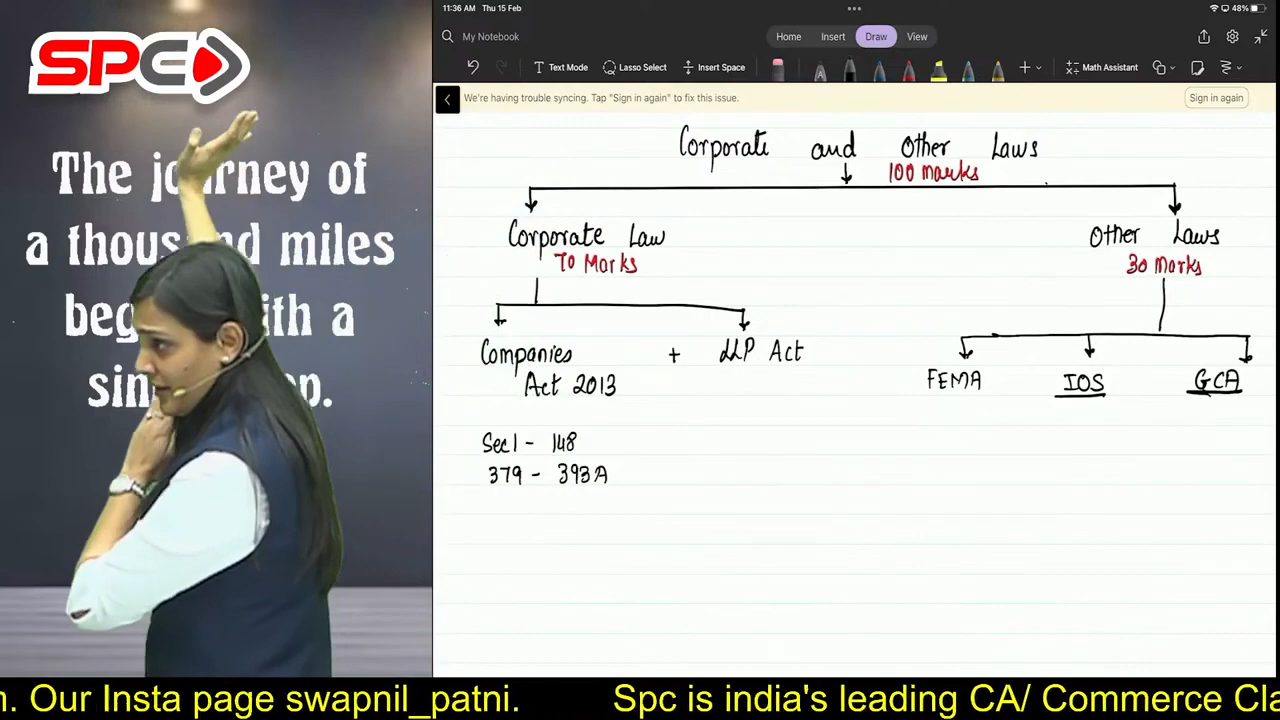 SPC
The journey of
a thousand miles
beg th a
sin p.
11:36 AM Thu 15 Feb
48%
My Notebook
Home Insert Draw View
Text Mode Lasso Select Insert Space Math Assistant
We're having trouble syncing. Tap "Sign in again" to fix this issue.
Sign in again
Corporate and Other Laws
100 marks
Corporate Law
70 Marks
Other Laws
30 Marks
Companies + LLP Act
Act 2013
FEMA IOS GCA
Sec 1 - 148
379 - 393A
n. Our Insta page swapnil_patni. Spc is india's leading CA/ Commerce Cla